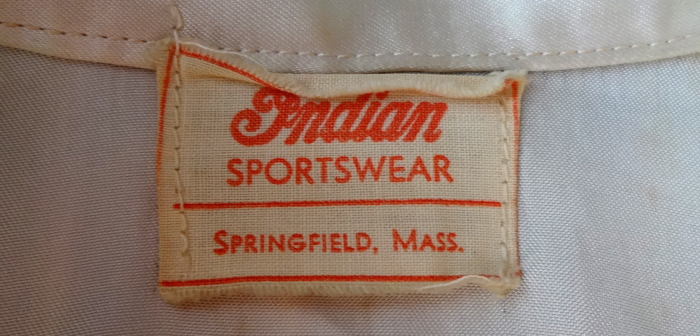 Indian
SPORTSWEAR
SPRINGFIELD, MASS.